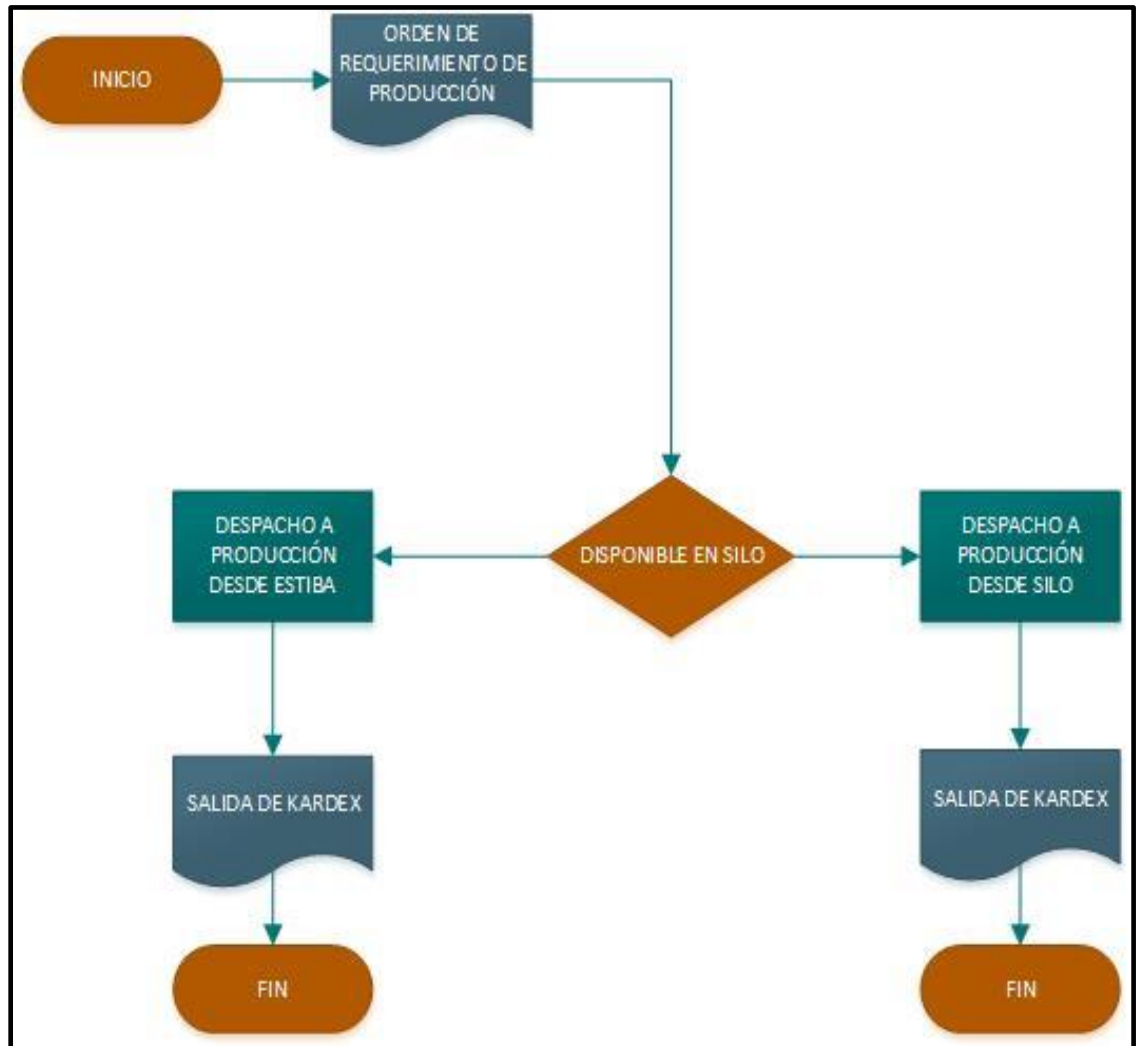 INICIO
ORDEN DE
REQUERIMIENTO DE
PRODUCCIÓN
DESPACHO A
PRODUCCIÓN
DESDE ESTIBA
DISPONIBLE EN SILO
DESPACHO A
PRODUCCIÓN
DESDE SILO
SALIDA DE KARDEX
SALIDA DE KARDEX
FIN
FIN